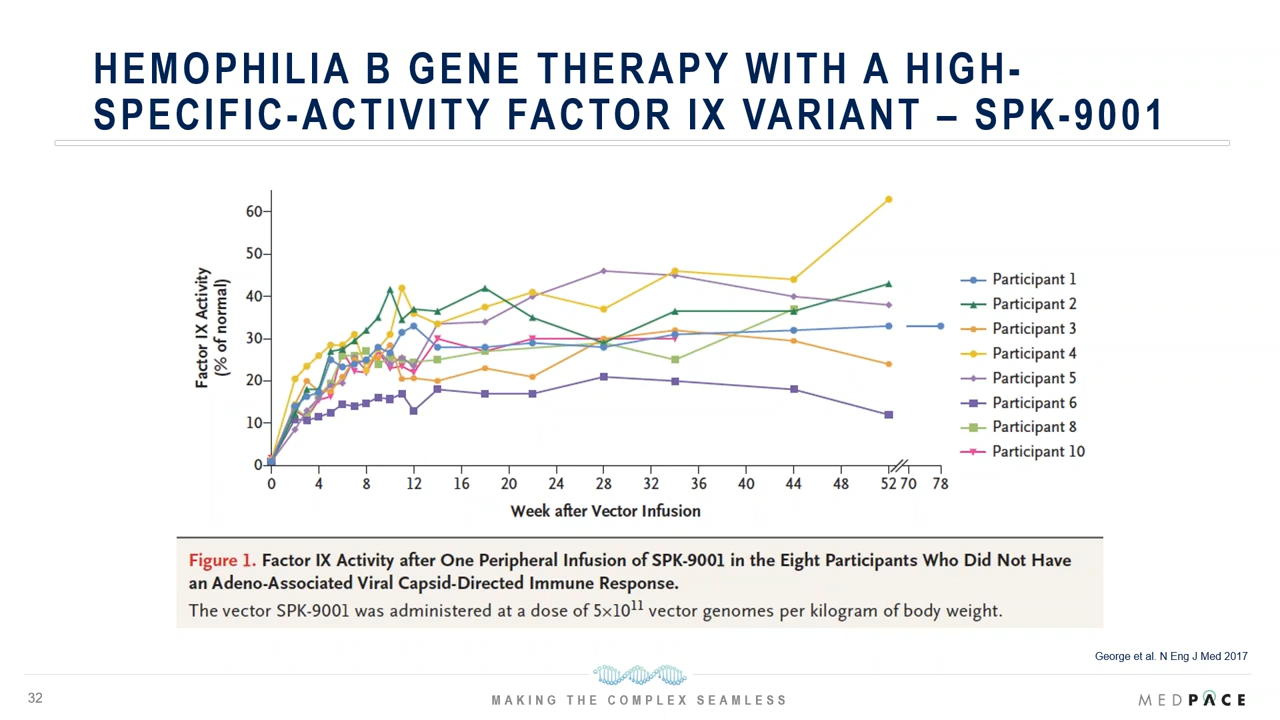 HEMOPHILIA B GENE THERAPY WITH A HIGH-
SPECIFIC-ACTIVITY FACTOR IX VARIANT – SPK-9001
Factor IX Activity
(% of normal)
60
50
40
30
20
10
0
0 4 8 12 16 20 24 28 32 36 40 44 48 52 70 78
Week after Vector Infusion
Participant 1
Participant 2
Participant 3
Participant 4
Participant 5
Participant 6
Participant 8
Participant 10
Figure 1. Factor IX Activity after One Peripheral Infusion of SPK-9001 in the Eight Participants Who Did Not Have
an Adeno-Associated Viral Capsid-Directed Immune Response.
The vector SPK-9001 was administered at a dose of 5×10¹¹ vector genomes per kilogram of body weight.
George et al. N Eng J Med 2017
32
MAKING THE COMPLEX SEAMLESS
MEDPACE